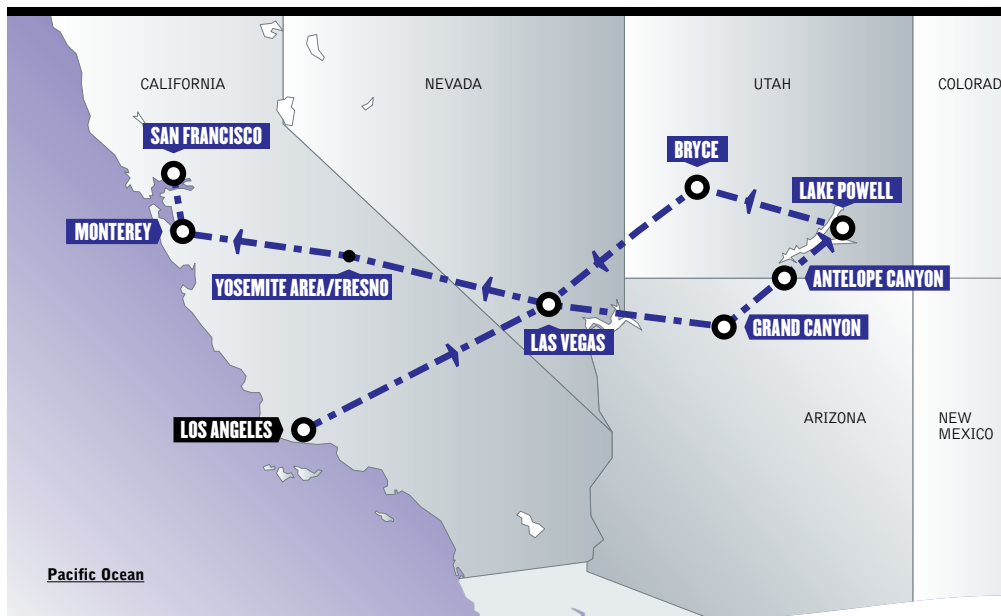 CALIFORNIA
NEVADA
UTAH
COLORAD
SAN FRANCISCO
BRYCE
LAKE POWELL
MONTEREY
YOSEMITE AREA/FRESNO
ANTELOPE CANYON
LAS VEGAS
GRAND CANYON
LOS ANGELES
ARIZONA
NEW
MEXICO
Pacific Ocean